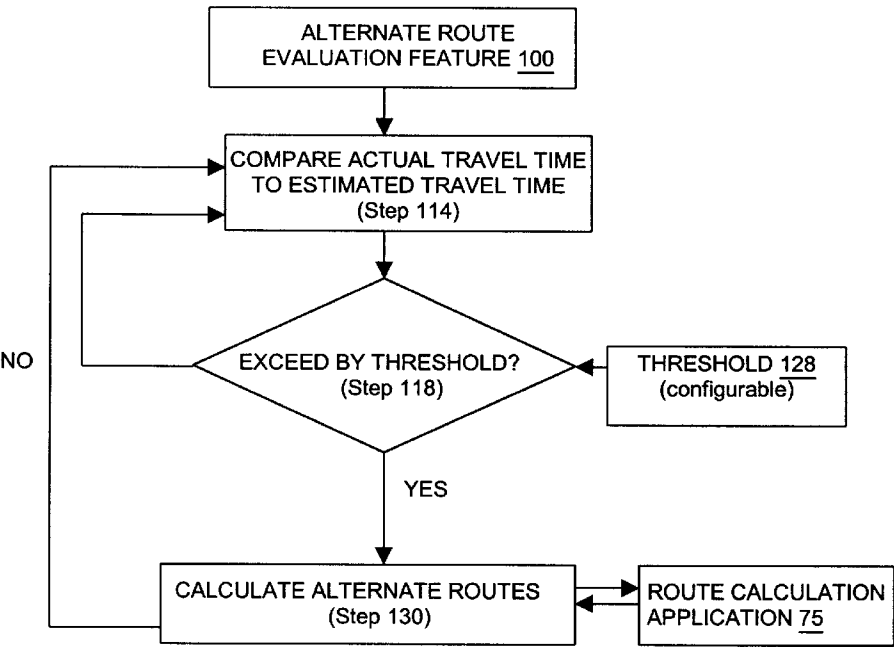 ALTERNATE ROUTE
EVALUATION FEATURE 100
COMPARE ACTUAL TRAVEL TIME
TO ESTIMATED TRAVEL TIME
(Step 114)
NO
EXCEED BY THRESHOLD?
(Step 118)
THRESHOLD 128
(configurable)
YES
CALCULATE ALTERNATE ROUTES
(Step 130)
ROUTE CALCULATION
APPLICATION 75